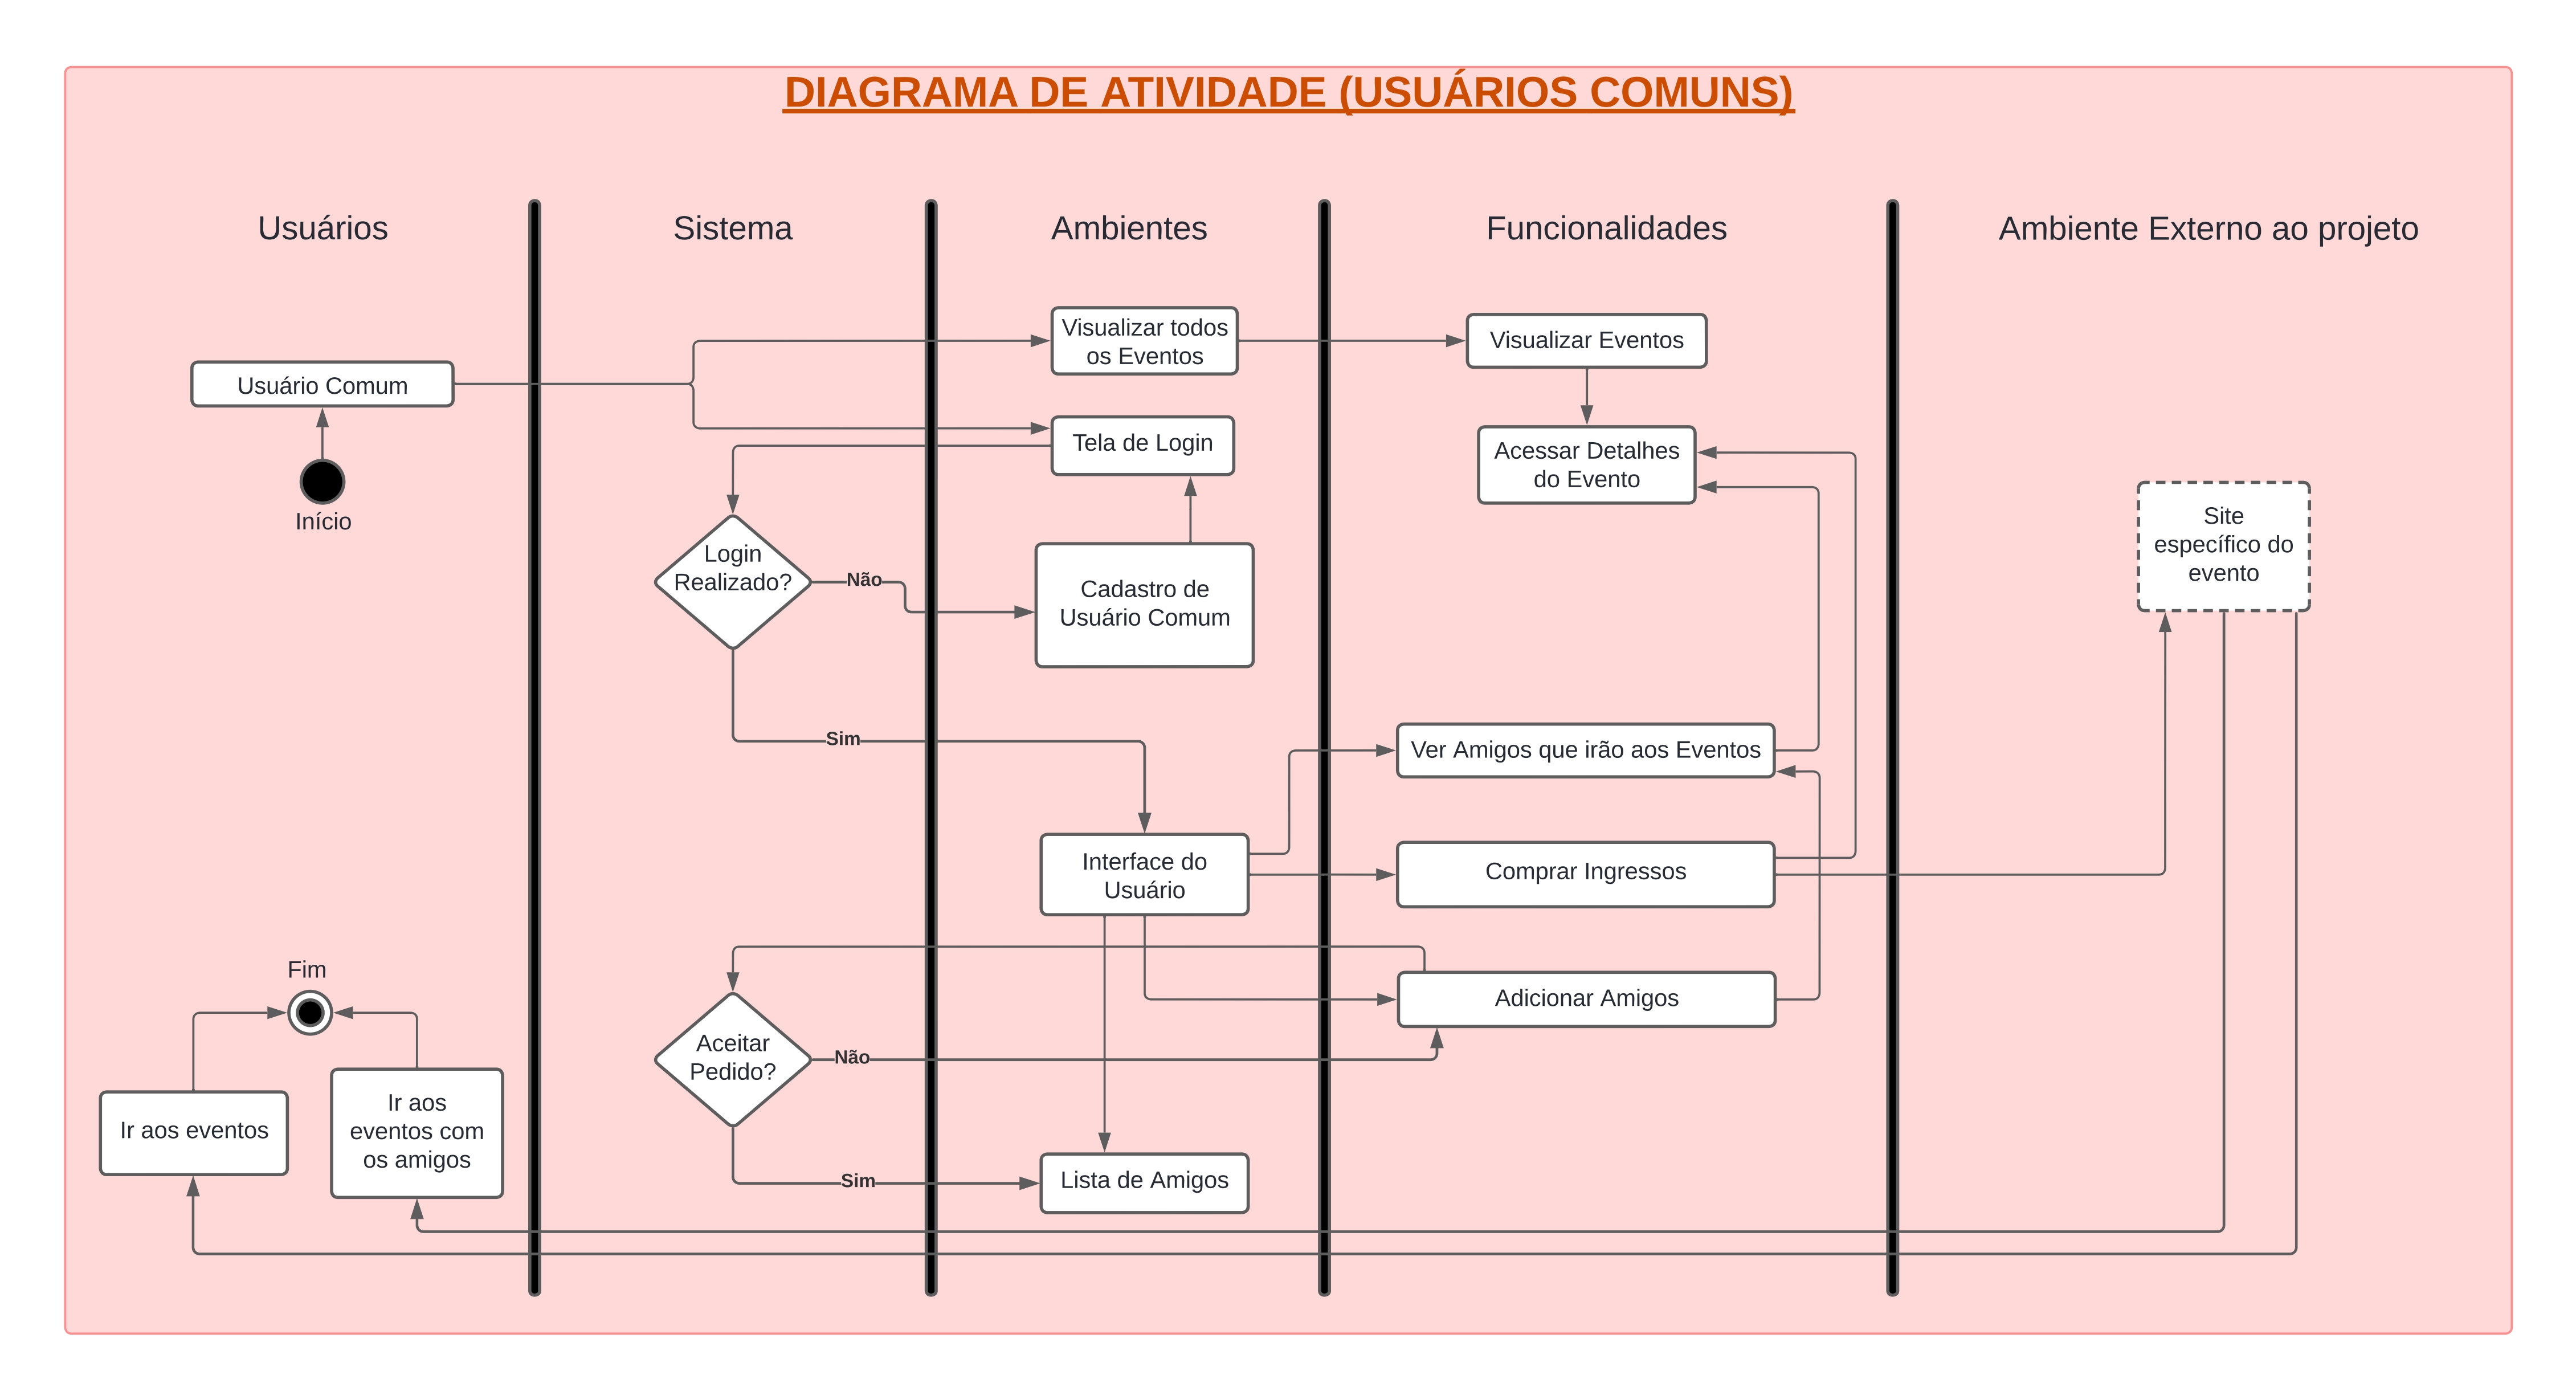 DIAGRAMA DE ATIVIDADE (USUÁRIOS COMUNS)
Usuários
Sistema
Ambientes
Funcionalidades
Ambiente Externo ao projeto
Visualizar todos
os Eventos
Visualizar Eventos
Usuário Comum
Tela de Login
Acessar Detalhes
do Evento
Início
Site
específico do
evento
Login
Realizado?
Não
Cadastro de
Usuário Comum
Sim
Ver Amigos que irão aos Eventos
Interface do
Usuário
Comprar Ingressos
Fim
Adicionar Amigos
Aceitar
Pedido?
Não
Ir aos eventos
Ir aos
eventos com
os amigos
Sim
Lista de Amigos